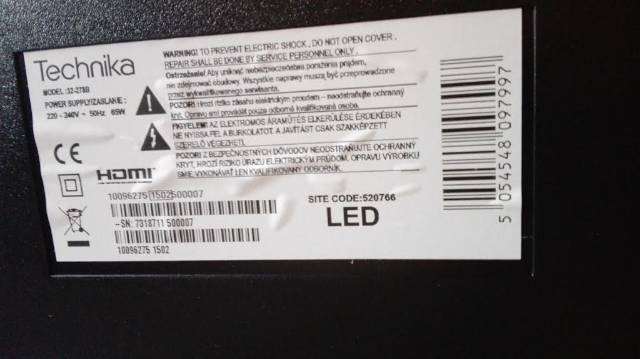 Technika
MODEL: 32-278B
POWER SUPPLY/ZASILANIE :
220 - 240V ~ 50Hz 65W
WARNING! TO PREVENT ELECTRIC SHOCK , DO NOT OPEN COVER .
REPAIR SHALL BE DONE BY SERVICE PERSONNEL ONLY .
Ostrzeżenie! Aby uniknąć niebezpieczeństwa porażenia prądem,
nie zdejmować obudowy. Wszystkie naprawy muszą być przeprowadzone
przez wykwalifikowanego serwisanta.
POZOR! Hrozí riziko zásahu elektrickým proudem – neodstraňujte ochranný
kryt. Opravu smí provádět pouze odborně kvalifikovaná osoba.
FIGYELEM! AZ ELEKTROMOS ÁRAMÜTÉS ELKERÜLÉSE ÉRDEKÉBEN
NE NYISSA FEL A BURKOLATOT. A JAVÍTÁST CSAK SZAKKÉPZETT
SZERELŐ VÉGEZHETI.
POZOR! Z BEZPEČNOSTNÝCH DÔVODOV NEODSTRAŇUJTE OCHRANNÝ
KRYT, HROZÍ RIZIKO ÚRAZU ELEKTRICKÝM PRÚDOM. OPRAVU VÝROBKU
SMIE VYKONÁVAŤ LEN KVALIFIKOVANÝ ODBORNÍK.
CE
HDMI
10096275 1502 500007
-SN: 7318711 500007
10096275 1502
SITE CODE:520766
LED
5 054548 097997